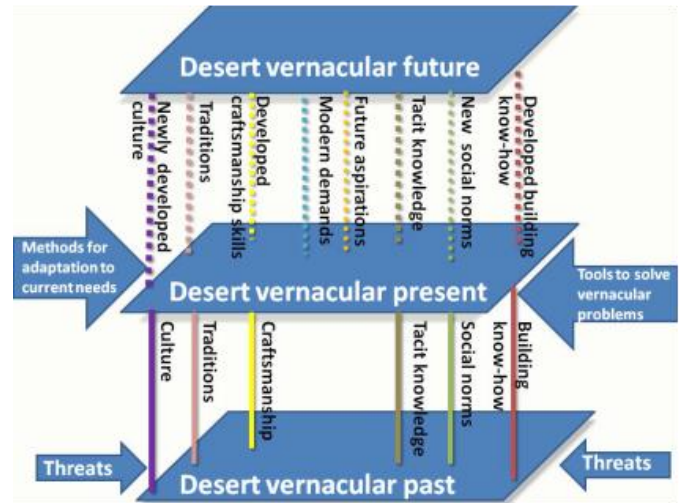 Desert vernacular future
Newly developed
culture
Traditions
Developed
craftsmanship skills
Modern demands
Future aspirations
Tacit knowledge
New social norms
Developed building
know-how
Methods for
adaptation to
current needs
Desert vernacular present
Tools to solve
vernacular
problems
Culture
Traditions
Craftsmanship
Tacit knowledge
Social norms
Building
know-how
Threats
Desert vernacular past
Threats